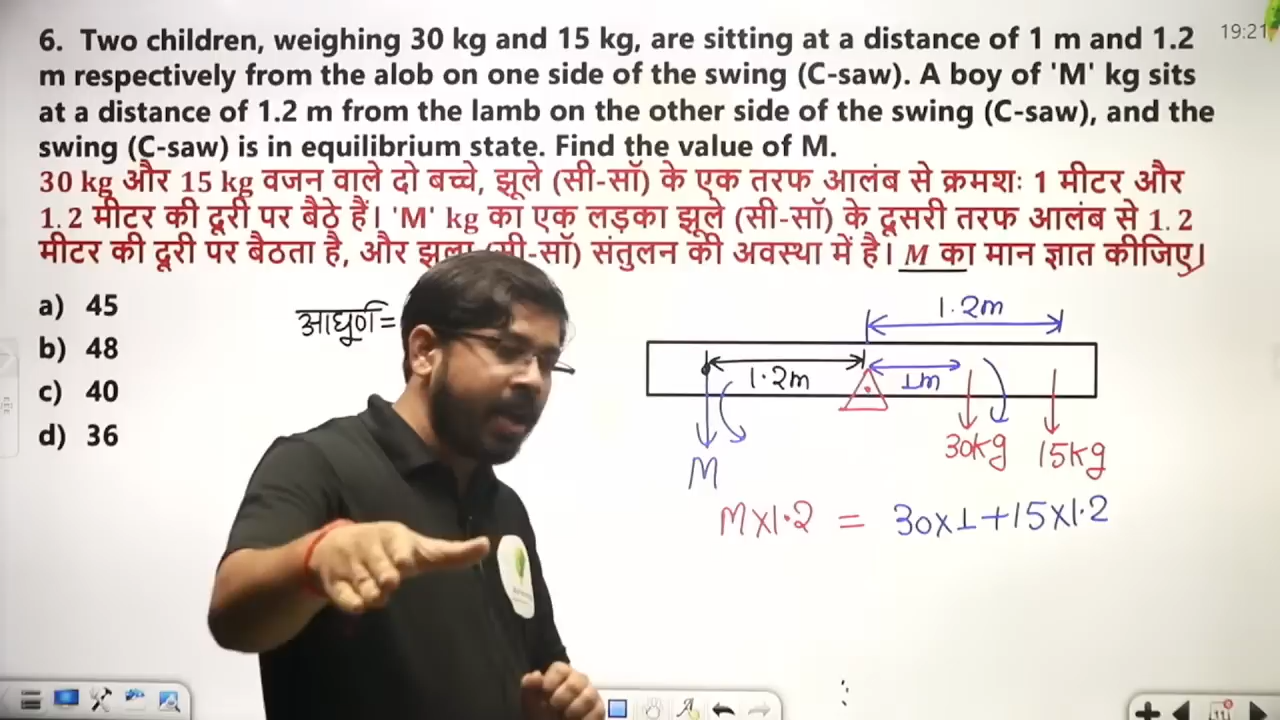 19:21
6. Two children, weighing 30 kg and 15 kg, are sitting at a distance of 1 m and 1.2
m respectively from the alob on one side of the swing (C-saw). A boy of 'M' kg sits
at a distance of 1.2 m from the lamb on the other side of the swing (C-saw), and the
swing (C-saw) is in equilibrium state. Find the value of M.
30 kg और 15 kg वजन वाले दो बच्चे, झूले (सी-सॉ) के एक तरफ आलंब से क्रमशः 1 मीटर और
1.2 मीटर की दूरी पर बैठे हैं। 'M' kg का एक लड़का झूले (सी-सॉ) के दूसरी तरफ आलंब से 1.2
मीटर की दूरी पर बैठता है, और सी-सॉ) संतुलन की अवस्था में है। M का मान ज्ञात कीजिए।
a) 45
b) 48
c) 40
d) 36
आघूर्ण=
1.2m
1.2m
1m
M
30kg
15kg
M×1.2 = 30×1+15×1.2